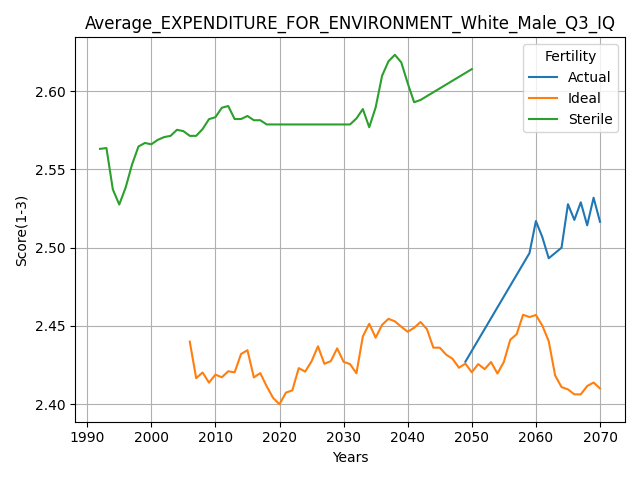 Average_EXPENDITURE_FOR_ENVIRONMENT_White_Male_Q3_IQ
Fertility
Actual
Ideal
Sterile
Score(1-3)
2.60
2.55
2.50
2.45
2.40
1990 2000 2010 2020 2030 2040 2050 2060 2070
Years